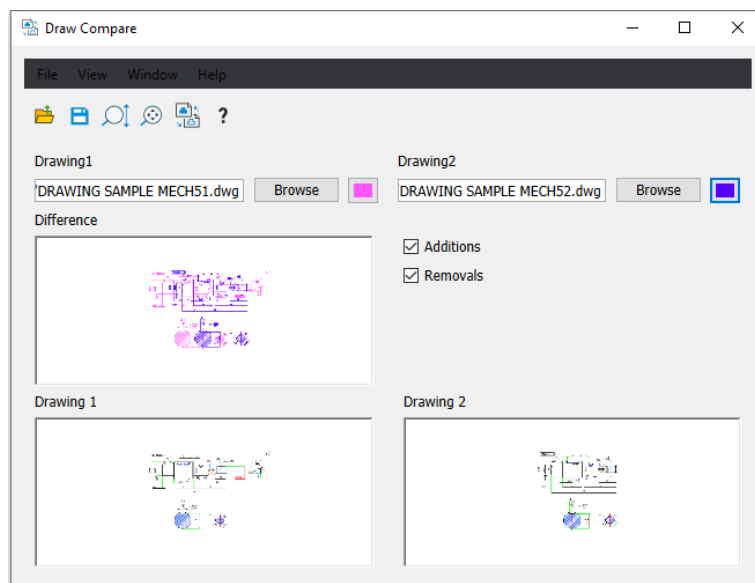 Draw Compare
File View Window Help
?
Drawing1 Drawing2
DRAWING SAMPLE MECH51.dwg Browse DRAWING SAMPLE MECH52.dwg Browse
Difference
Additions
Removals
Drawing 1 Drawing 2